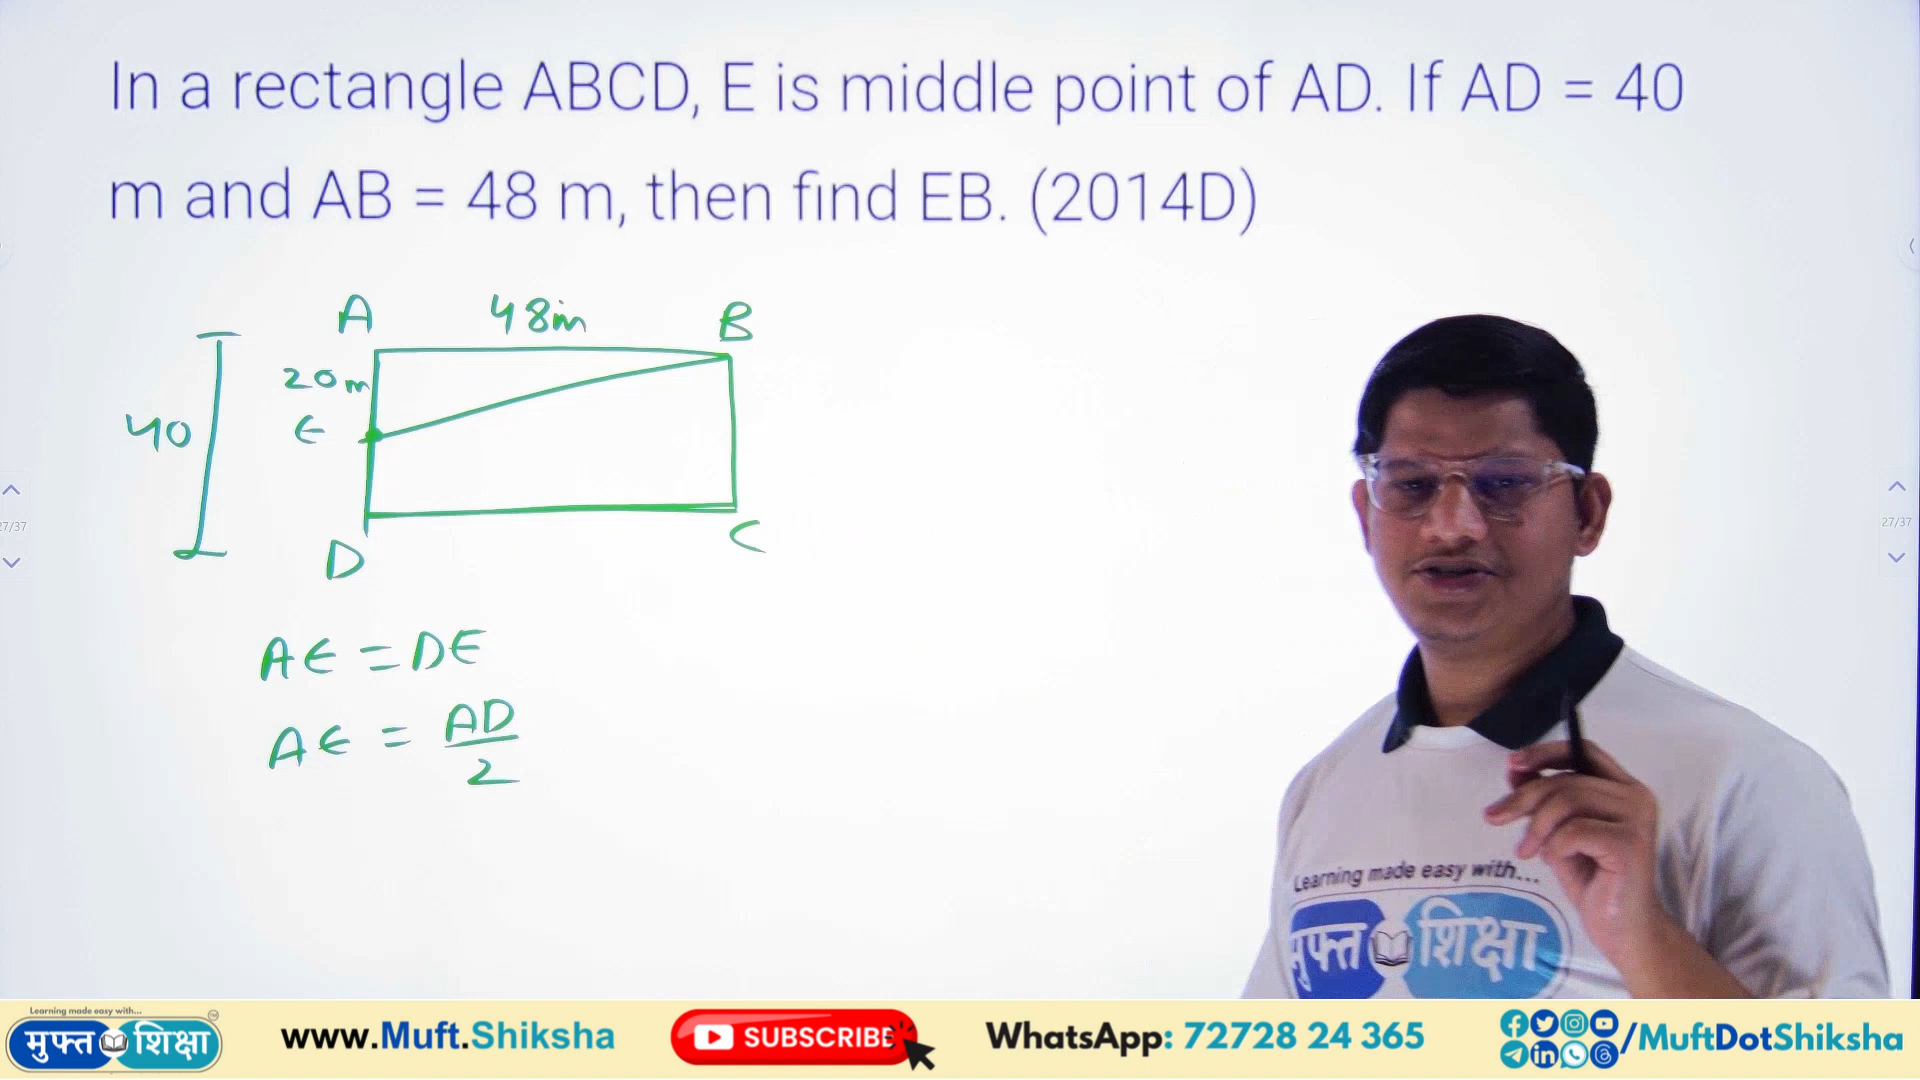 In a rectangle ABCD, E is middle point of AD. If AD = 40
m and AB = 48 m, then find EB. (2014D)
A 48m B
20m
40 E
D C
AE = DE
AE = AD/2
27/37
27/37
Learning made easy with...
मुफ्त शिक्षा
Learning made easy with...
मुफ्त शिक्षा
www.Muft.Shiksha
SUBSCRIBE
WhatsApp: 72728 24 365
/MuftDotShiksha